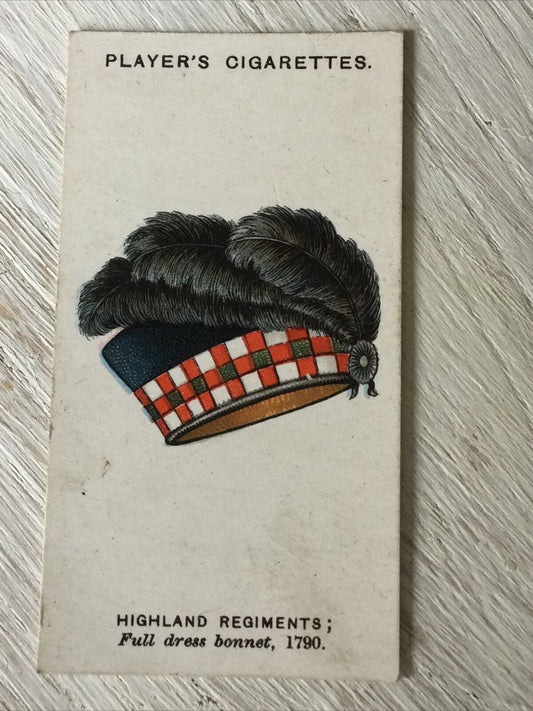 PLAYER'S CIGARETTES.
HIGHLAND REGIMENTS;
Full dress bonnet, 1790.